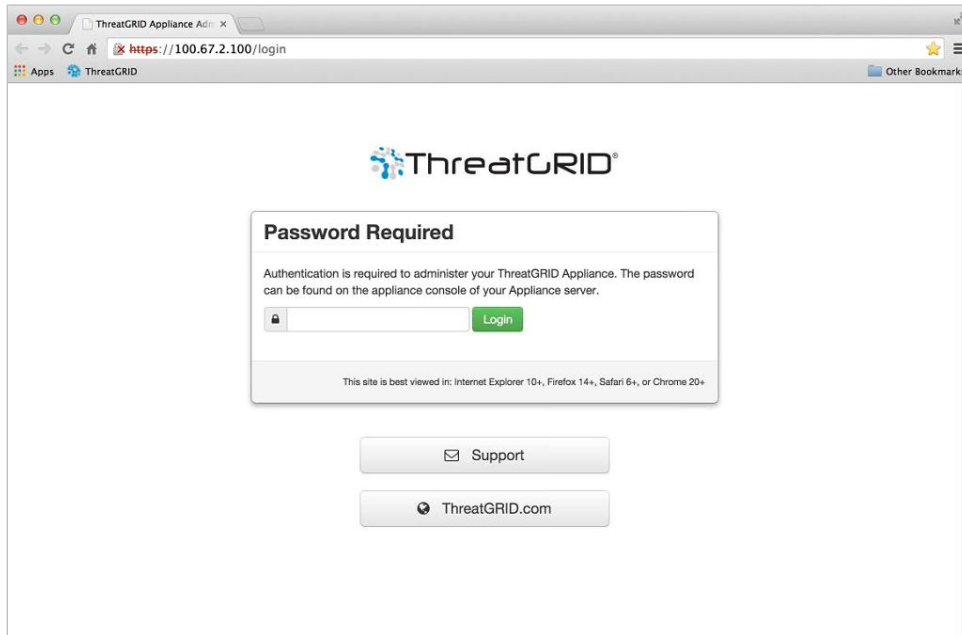 ThreatGRID Appliance Adm
https://100.67.2.100/login
Apps ThreatGRID Other Bookmark
ThreatGRID®
Password Required
Authentication is required to administer your ThreatGRID Appliance. The password
can be found on the appliance console of your Appliance server.
Login
This site is best viewed in: Internet Explorer 10+, Firefox 14+, Safari 6+, or Chrome 20+
Support
ThreatGRID.com